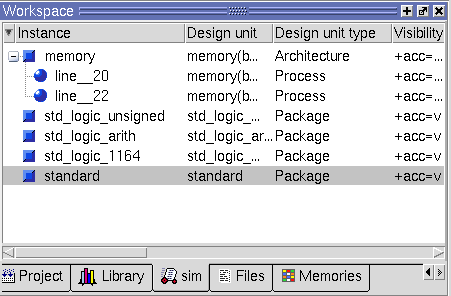 Workspace
Instance Design unit Design unit type Visibility
memory memory(b... Architecture +acc=...
line__20 memory(b... Process +acc=...
line__22 memory(b... Process +acc=...
std_logic_unsigned std_logic_... Package +acc=v
std_logic_arith std_logic_ar... Package +acc=v
std_logic_1164 std_logic_... Package +acc=v
standard standard Package +acc=v
Project Library sim Files Memories